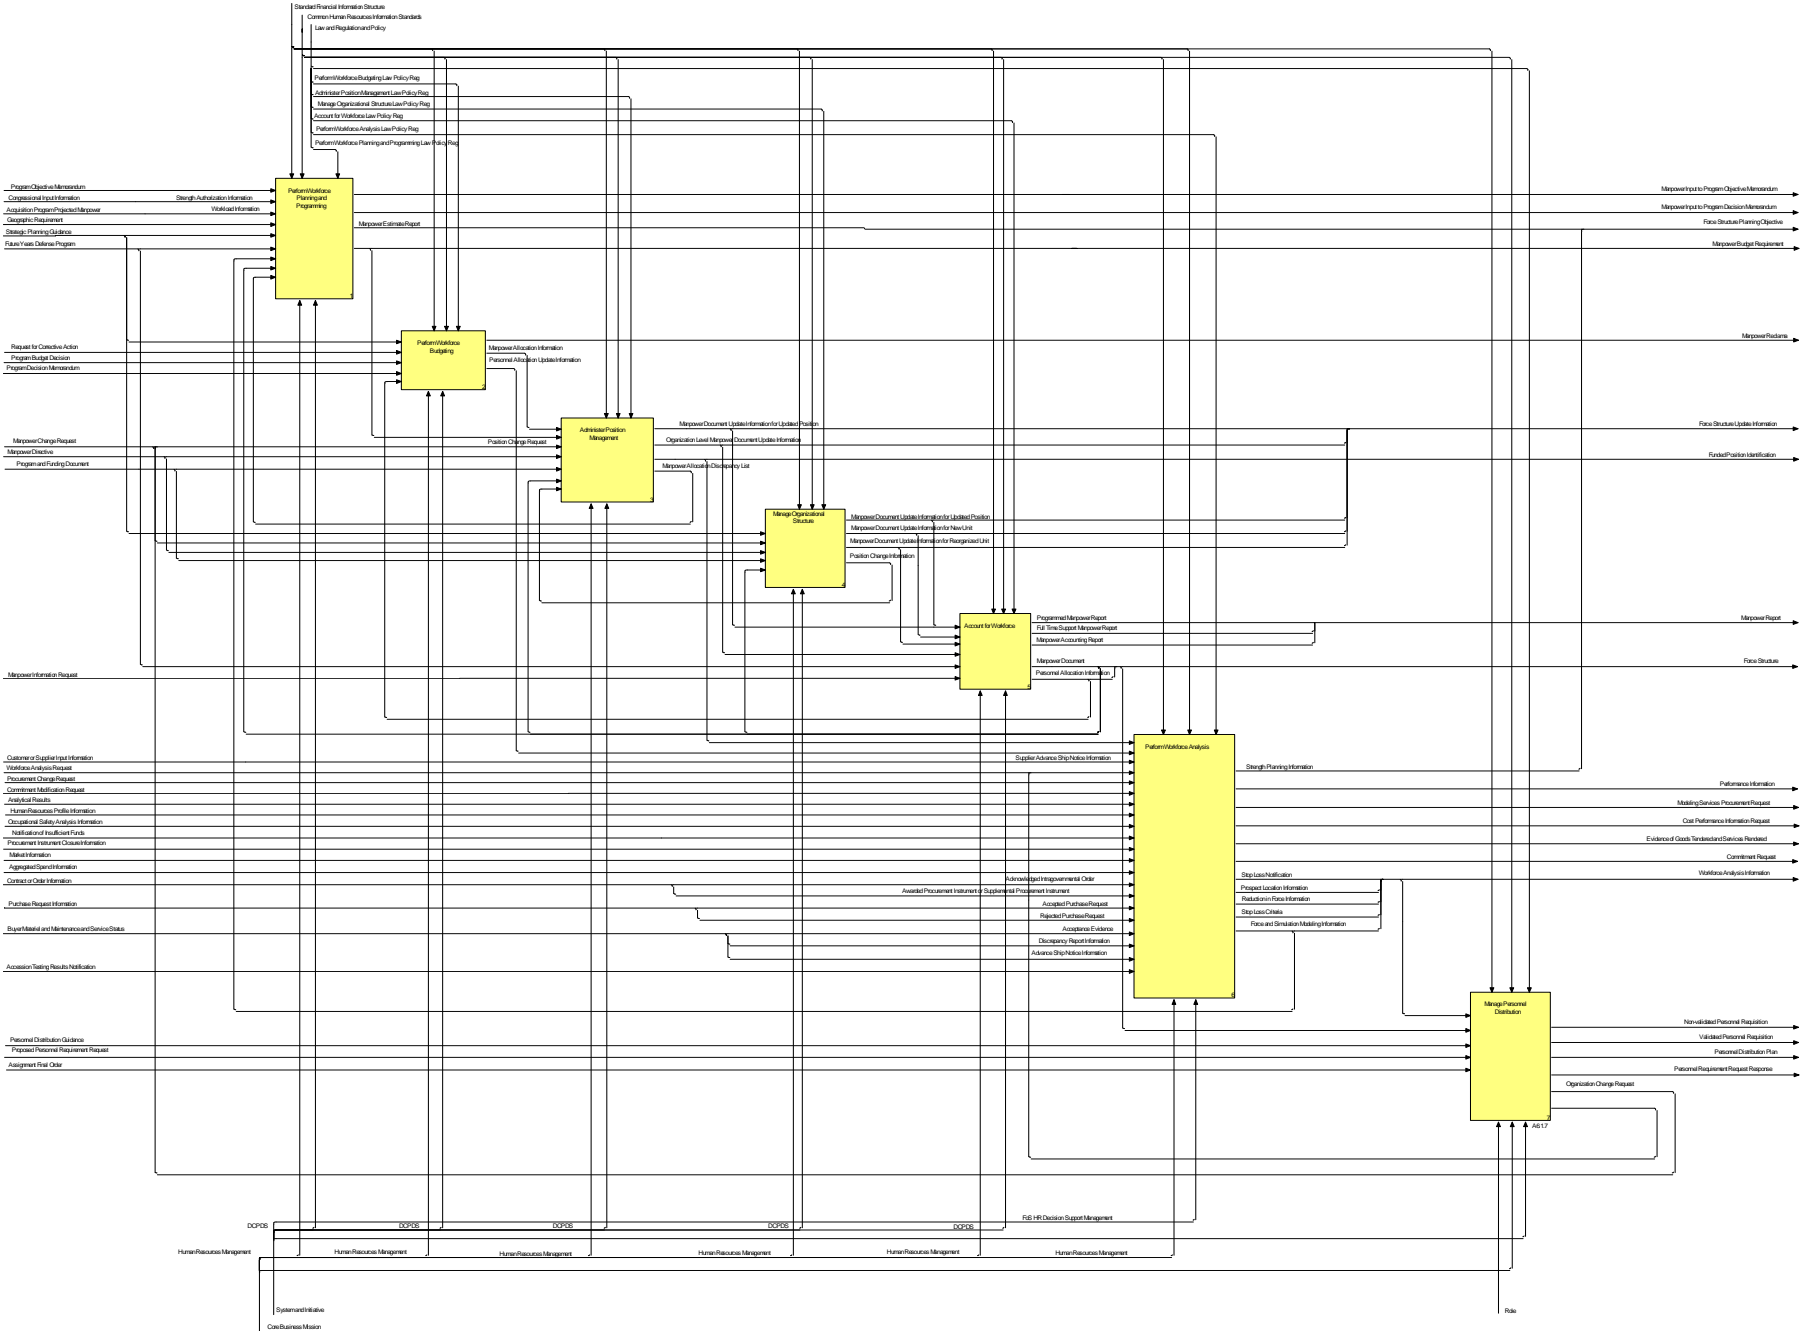 Standard Financial Information Structure
Common Human Resources Information Standards
Law and Regulation and Policy
Perform Workforce Budgeting Law Policy Reg
Administer Position Management Law Policy Reg
Manage Organizational Structure Law Policy Reg
Account for Workforce Law Policy Reg
Perform Workforce Analysis Law Policy Reg
Perform Workforce Planning and Programming Law Policy Reg
Program Objective Memorandum
Congressional Input Information
Strength Authorization Information
Acquisition Program Projected Manpower
Workload Information
Geographic Requirement
Strategic Planning Guidance
Future Years Defense Program
Perform Workforce
Planning and
Programming
1
Manpower Estimate Report
Manpower Input to Program Objective Memorandum
Manpower Input to Program Decision Memorandum
Force Structure Planning Objective
Manpower Budget Requirement
Request for Corrective Action
Program Budget Decision
Program Decision Memorandum
Perform Workforce
Budgeting
2
Manpower Allocation Information
Personnel Allocation Update Information
Manpower Reclama
Manpower Change Request
Manpower Directive
Program and Funding Document
Position Change Request
Administer Position
Management
3
Manpower Document Update Information for Updated Position
Organization Level Manpower Document Update Information
Manpower Allocation Discrepancy List
Force Structure Update Information
Funded Position Identification
Manage Organizational
Structure
4
Manpower Document Update Information for Updated Position
Manpower Document Update Information for New Unit
Manpower Document Update Information for Reorganized Unit
Position Change Information
Account for Workforce
5
Programmed Manpower Report
Full Time Support Manpower Report
Manpower Accounting Report
Manpower Document
Personnel Allocation Information
Manpower Report
Force Structure
Manpower Information Request
Customer or Supplier Input Information
Supplier Advance Ship Notice Information
Workforce Analysis Request
Procurement Change Request
Commitment Modification Request
Analytical Results
Human Resources Profile Information
Occupational Safety Analysis Information
Notification of Insufficient Funds
Procurement Instrument Closure Information
Market Information
Aggregated Spend Information
Contract or Order Information
Acknowledged Intragovernmental Order
Awarded Procurement Instrument or Supplemental Procurement Instrument
Purchase Request Information
Accepted Purchase Request
Rejected Purchase Request
Buyer Material and Maintenance and Service Status
Acceptance Evidence
Discrepancy Report Information
Advance Ship Notice Information
Accession Testing Results Notification
Perform Workforce Analysis
6
Strength Planning Information
Performance Information
Modeling Services Procurement Request
Cost Performance Information Request
Evidence of Goods Tendered and Services Rendered
Commitment Request
Stop Loss Notification
Workforce Analysis Information
Prospect Location Information
Reduction in Force Information
Stop Loss Criteria
Force and Simulation Modeling Information
Personnel Distribution Guidance
Proposed Personnel Requirement Request
Assignment Final Order
Manage Personnel
Distribution
7
A6.1.7
Non-validated Personnel Requisition
Validated Personnel Requisition
Personnel Distribution Plan
Personnel Requirement Request Response
Organization Change Request
FoS HR Decision Support Management
DCPDS
DCPDS
DCPDS
DCPDS
DCPDS
Human Resources Management
Human Resources Management
Human Resources Management
Human Resources Management
Human Resources Management
Human Resources Management
System and Initiative
Core Business Mission
Role